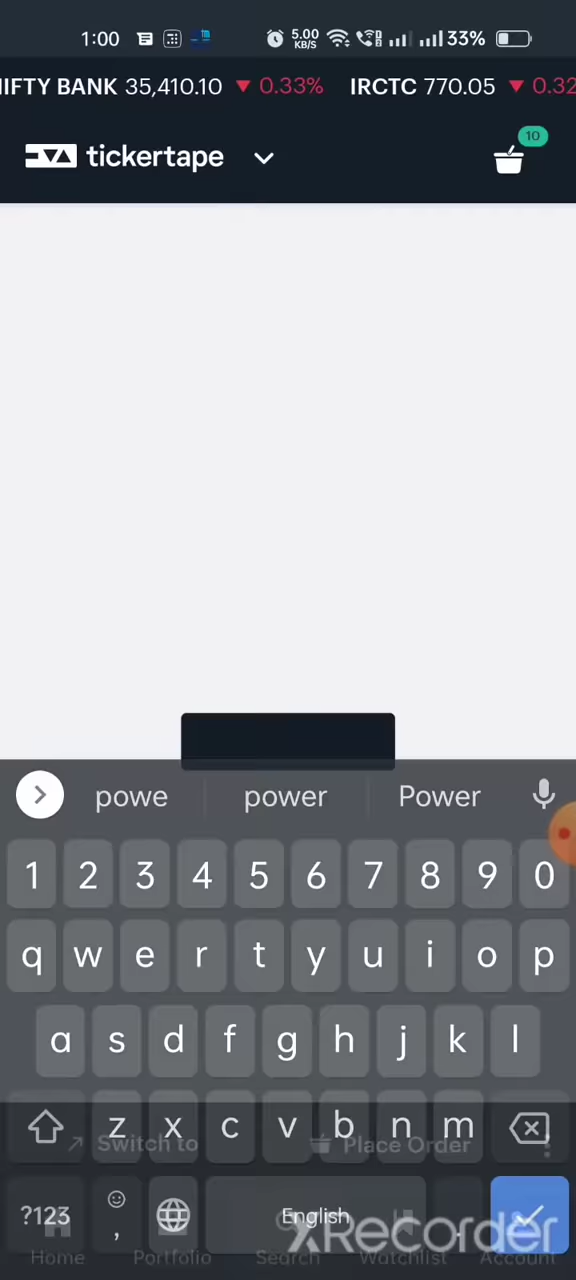 1:00 5.00 KB/S 33%
IFTY BANK 35,410.10 ▼ 0.33% IRCTC 770.05 ▼ 0.32
tickertape 10
powe power Power
1 2 3 4 5 6 7 8 9 0
q w e r t y u i o p
a s d f g h j k l
z x c v b n m
Switch to Place Order
?123 , English .
XRecorder
Home Portfolio Search Watchlist Account